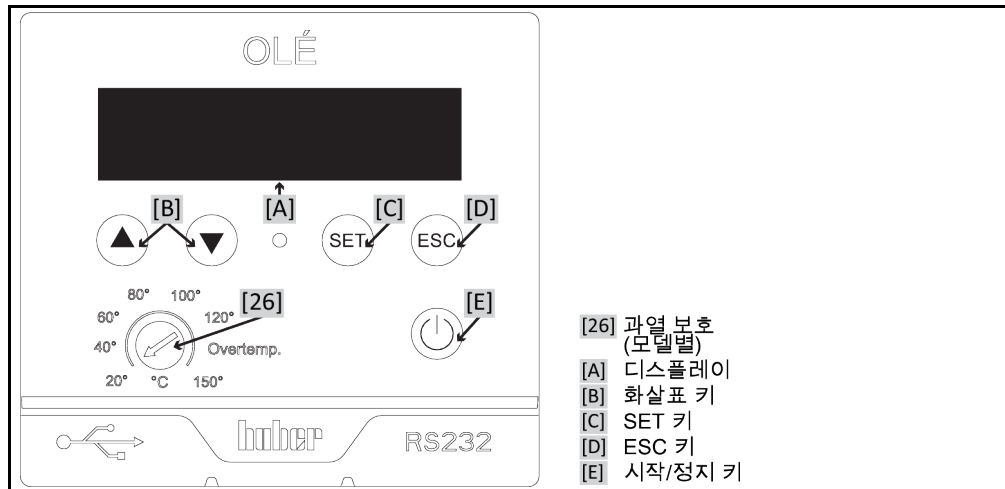 OLÉ
[B] [A] [C] [D]
SET ESC
80° 100° [26] [E]
60° 120°
40° Overtemp.
20° °C 150°
huber RS232
[26] 과열 보호
(모델별)
[A] 디스플레이
[B] 화살표 키
[C] SET 키
[D] ESC 키
[E] 시작/정지 키